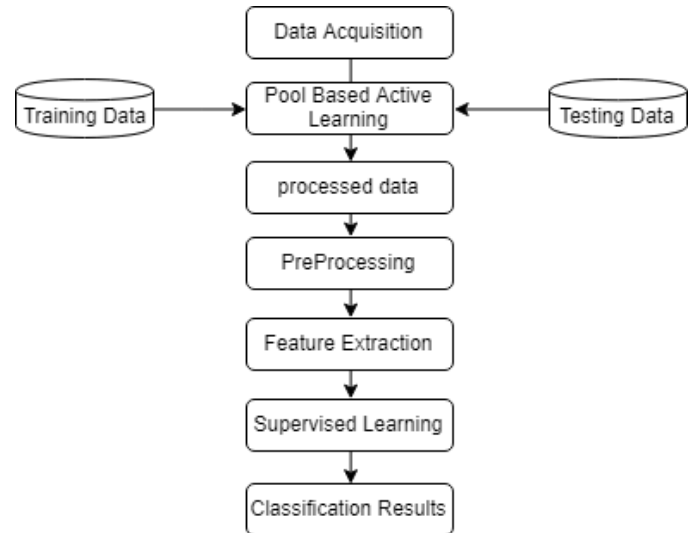 Data Acquisition
Pool Based Active
Learning
Training Data
Testing Data
processed data
PreProcessing
Feature Extraction
Supervised Learning
Classification Results